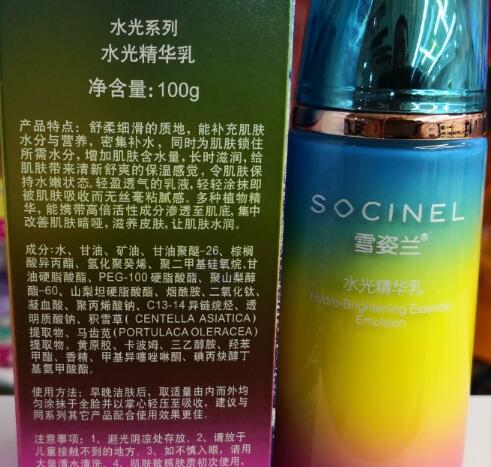 水光系列
水光精华乳
净含量:100g
产品特点：舒柔细滑的质地，能补充肌肤
水分与营养，密集补水，同时为肌肤锁住
所需水分，增加肌肤含水量，长时滋润，给
肌肤带来清新舒爽的保湿感觉，令肌肤保
持水嫩状态。轻盈透气的乳液，轻轻涂抹即
被肌肤吸收而无丝毫粘腻感。多种植物精
华，能携带高倍活性成分渗透至肌底，集中
改善肌肤暗哑，滋养皮肤，让肌肤水润。
成分：水、甘油、矿油、甘油聚醚-26、棕榈
酸异丙酯、氢化聚癸烯、聚二甲基硅氧烷、甘
油硬脂酸酯、PEG-100硬脂酸酯、聚山梨醇
酯-60、山梨坦硬脂酸酯、烟酰胺、二氧化钛、
凝血酸、聚丙烯酸钠、C13-14异链烷烃、透
明质酸钠、积雪草(CENTELLA ASIATICA)
提取物、马齿苋(PORTULACA OLERACEA)
提取物、黄原胶、卡波姆、三乙醇胺、羟苯
甲酯、香精、甲基异噻唑啉酮、碘丙炔醇丁
基氨甲酸酯。
使用方法：早晚洁肤后，取适量由内而外均
匀涂抹于全脸并以掌心轻压至吸收，建议与
同系列其它产品配合使用效果更佳。
注意事项：1、避光阴凉处存放。2、请放于
儿童接触不到的地方。3、如不慎入眼，请用
大量清水清洗。4、肌肤敏感肤质初次使用，
SOCINEL
雪姿兰®
水光精华乳
Hydro-Brightening Essential
Emulsion